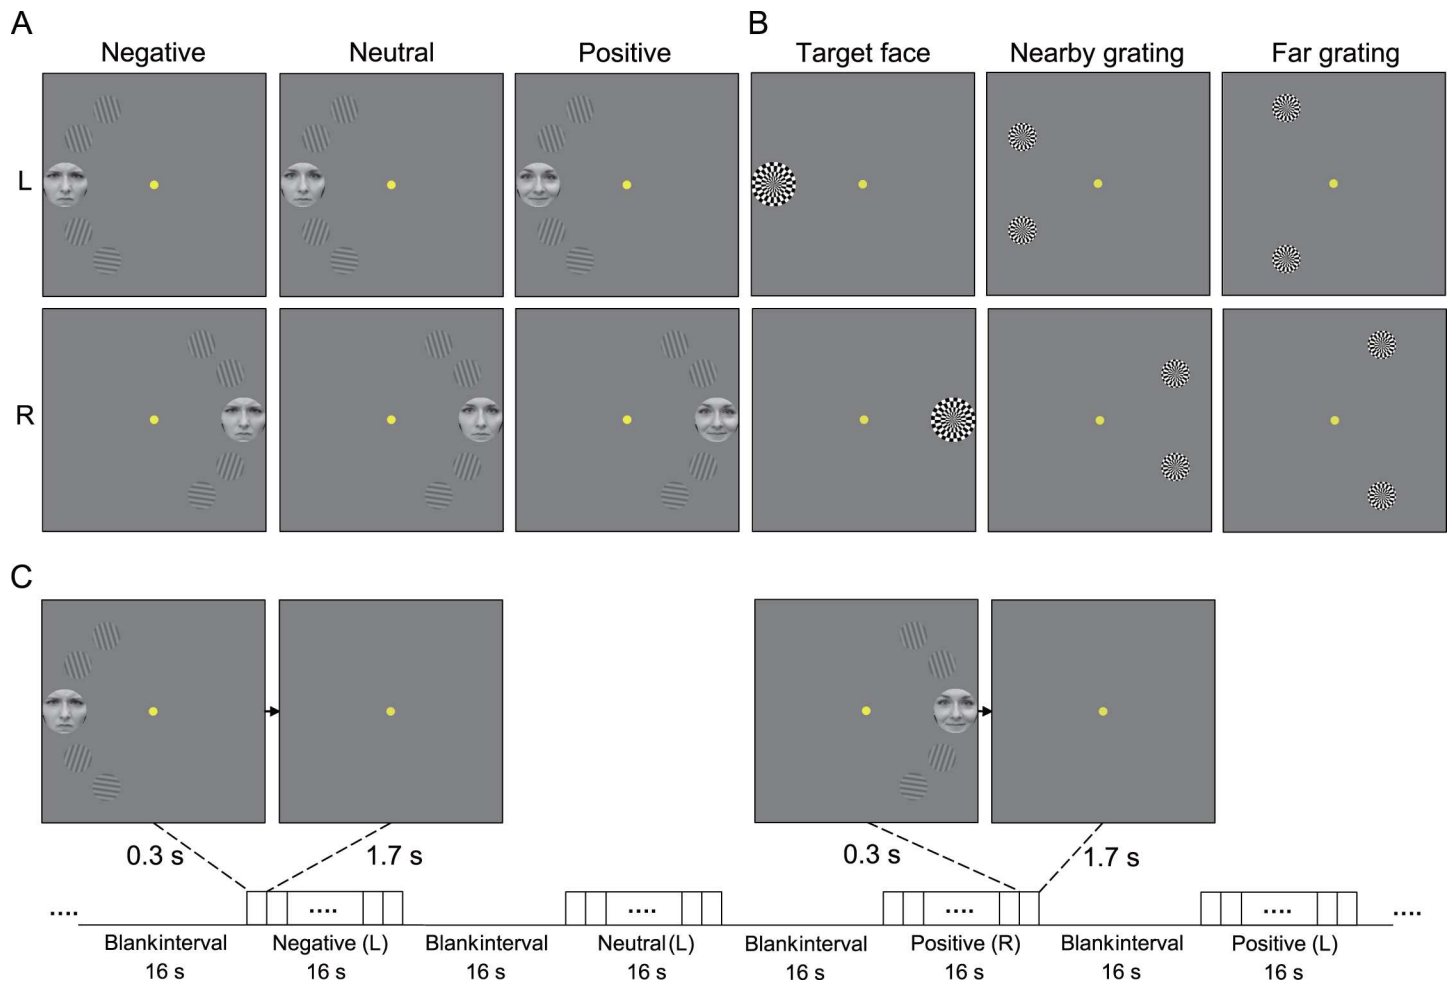 A
B
Negative Neutral Positive Target face Nearby grating Far grating
L
R
C
0.3 s 1.7 s 0.3 s 1.7 s
.... .... .... .... .... ....
Blankinterval Negative (L) Blankinterval Neutral(L) Blankinterval Positive (R) Blankinterval Positive (L)
16 s 16 s 16 s 16 s 16 s 16 s 16 s 16 s